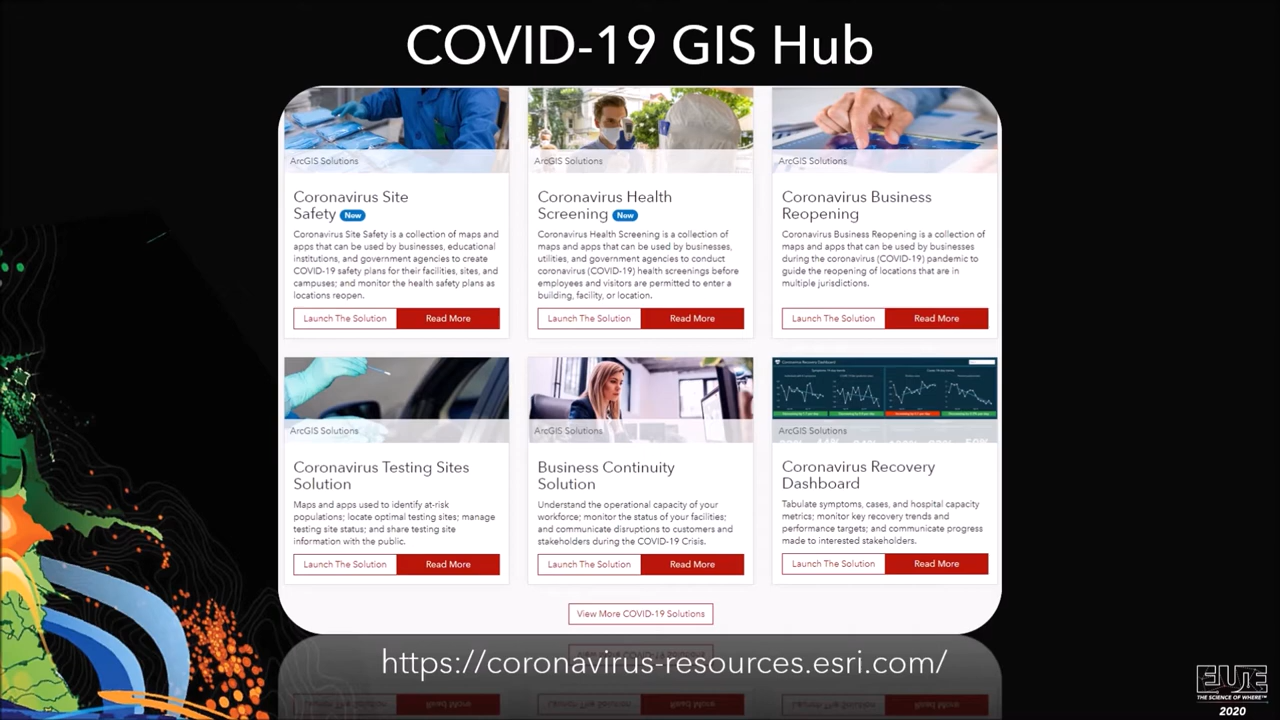 COVID-19 GIS Hub
ArcGIS Solutions
Coronavirus Site
Safety New
Coronavirus Site Safety is a collection of maps and
apps that can be used by businesses, educational
institutions, and government agencies to create
COVID-19 safety plans for their facilities, sites, and
campuses; and monitor the health safety plans as
locations reopen.
Launch The Solution Read More
ArcGIS Solutions
Coronavirus Health
Screening New
Coronavirus Health Screening is a collection of
maps and apps that can be used by businesses,
utilities, and government agencies to conduct
coronavirus (COVID-19) health screenings before
employees and visitors are permitted to enter a
building, facility, or location.
Launch The Solution Read More
ArcGIS Solutions
Coronavirus Business
Reopening
Coronavirus Business Reopening is a collection of
maps and apps that can be used by businesses
during the coronavirus (COVID-19) pandemic to
guide the reopening of locations that are in
multiple jurisdictions.
Launch The Solution Read More
ArcGIS Solutions
Coronavirus Testing Sites
Solution
Maps and apps used to identify at-risk
populations; locate optimal testing sites; manage
testing site status; and share testing site
information with the public.
Launch The Solution Read More
ArcGIS Solutions
Business Continuity
Solution
Understand the operational capacity of your
workforce; monitor the status of your facilities;
and communicate disruptions to customers and
stakeholders during the COVID-19 Crisis.
Launch The Solution Read More
Coronavirus Recovery Dashboard
ArcGIS Solutions
Coronavirus Recovery
Dashboard
Tabulate symptoms, cases, and hospital capacity
metrics; monitor key recovery trends and
performance targets; and communicate progress
made to interested stakeholders.
Launch The Solution Read More
View More COVID-19 Solutions
https://coronavirus-resources.esri.com/
THE SCIENCE OF WHERE™
2020